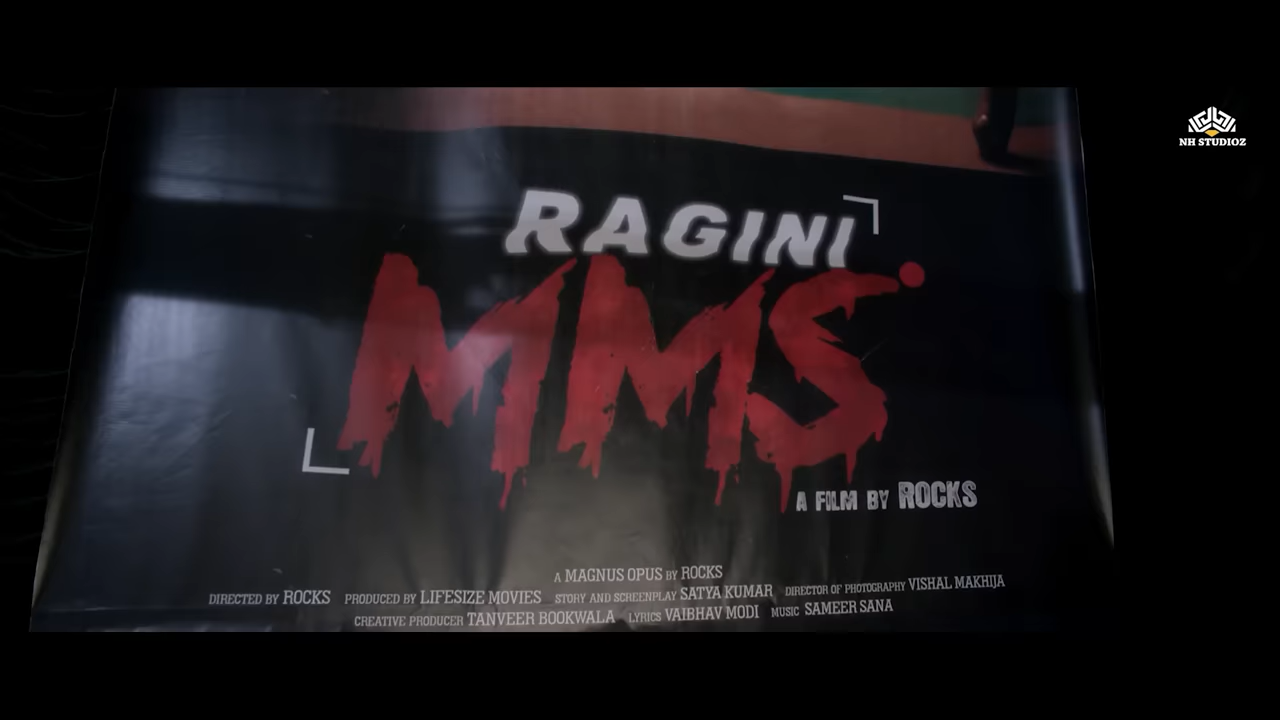 NH STUDIOZ
RAGINI
MMS
A FILM BY ROCKS
A MAGNUS OPUS BY ROCKS
DIRECTED BY ROCKS PRODUCED BY LIFESIZE MOVIES STORY AND SCREENPLAY SATYA KUMAR DIRECTOR OF PHOTOGRAPHY VISHAL MAKHIJA
CREATIVE PRODUCER TANVEER BOOKWALA LYRICS VAIBHAV MODI MUSIC SAMEER SANA